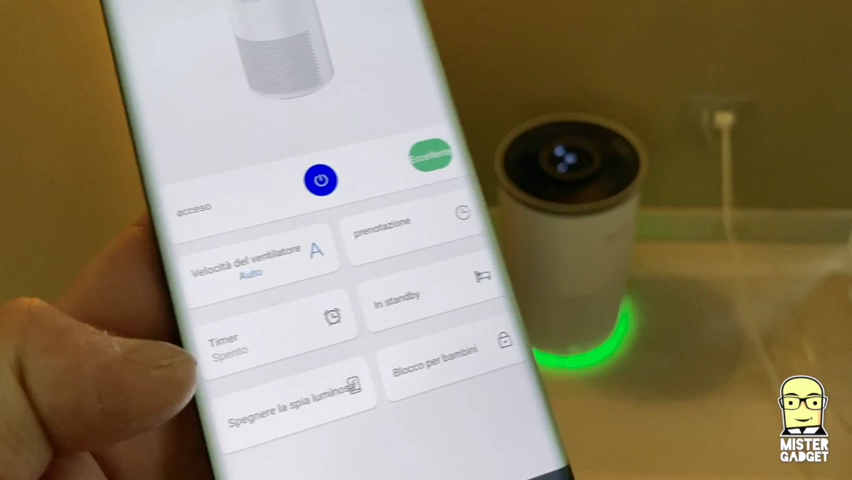 acceso
Eccellente
Velocità del ventilatore
Auto
A
prenotazione
Timer
Spento
In standby
Spegnere la spia luminosa
Blocco per bambini
MISTER
GADGET